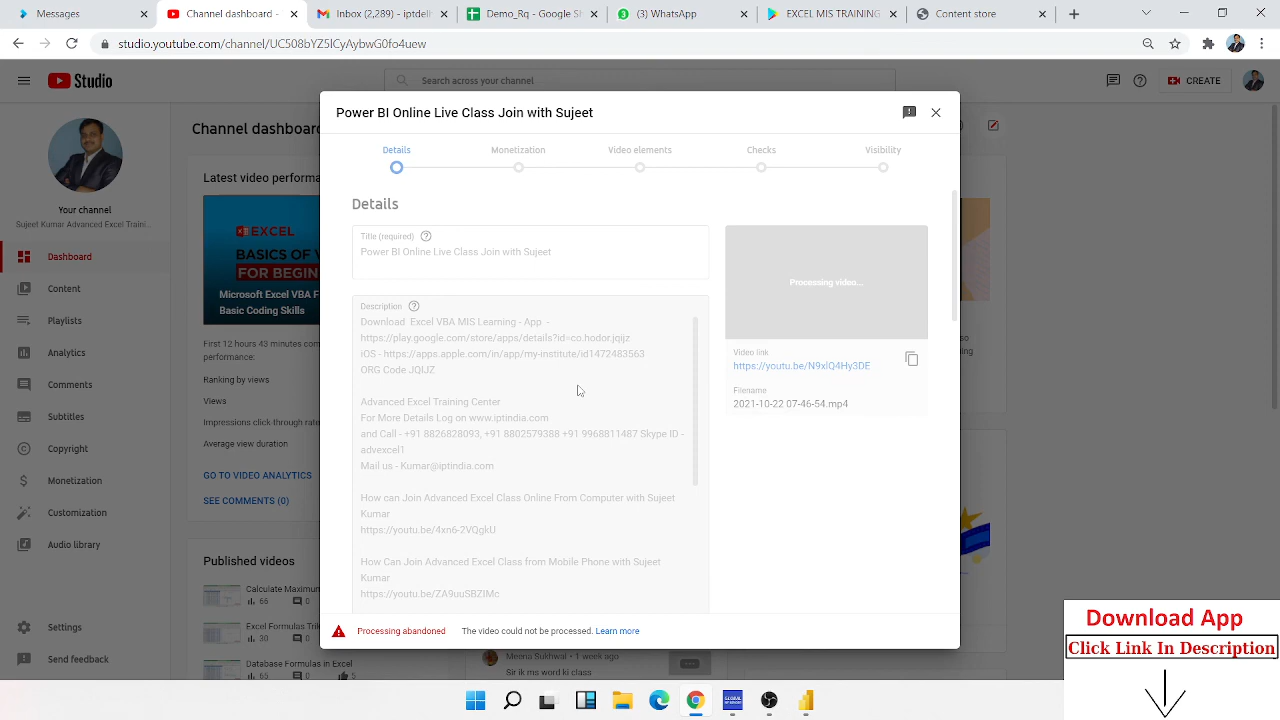 Messages
Channel dashboard -
Inbox (2,289) - iptdelhi
Demo_Rq - Google Sh
(3) WhatsApp
EXCEL MIS TRAINING
Content store
studio.youtube.com/channel/UC508bYZ5lCyIyabmvG0vFDw
Studio
Search across your channel
CREATE
Channel dashboard
Power BI Online Live Class Join with Sujeet
Details
Monetization
Video elements
Checks
Visibility
Details
Title (required)
Power BI Online Live Class Join with Sujeet
Description
Download Excel VBA MIS Learning - App -
https://play.google.com/store/apps/details?id=co.hodor.jqijz
iOS - https://apps.apple.com/in/app/my-institute/id1472483563
ORG Code JQIJZ
Advanced Excel Training Center
For More Details Log on www.iptindia.com
and Call - +91 8826828093, +91 8802579388 +91 9968811487 Skype ID -
advexcel1
Mail us - Kumar@iptindia.com
How can Join Advanced Excel Class Online From Computer with Sujeet
Kumar
https://youtu.be/4xn6-2VQgkU
How Can Join Advanced Excel Class from Mobile Phone with Sujeet
Kumar
https://youtu.be/ZA9uuSBZIMc
Processing video...
Video link
https://youtu.be/N9xlQ4Hy3DE
Filename
2021-10-22 07-46-54.mp4
Processing abandoned
The video could not be processed. Learn more
Your channel
Sujeet Kumar Advanced Excel Traini...
Dashboard
Content
Playlists
Analytics
Comments
Subtitles
Copyright
Monetization
Customization
Audio library
Settings
Send feedback
Latest video performa
EXCEL
BASICS OF V
FOR BEGIN
Microsoft Excel VBA F
Basic Coding Skills
First 12 hours 43 minutes com
performance:
Ranking by views
Views
Impressions click-through rate
Average view duration
GO TO VIDEO ANALYTICS
SEE COMMENTS (0)
Published videos
Calculate Maximum
66
0
Excel Formulas Trik
30
0
Database Formulas in Excel
65
0
5
Meena Sukhwal • 1 week ago
Sir ik ms word ki class
Download App
Click Link In Description